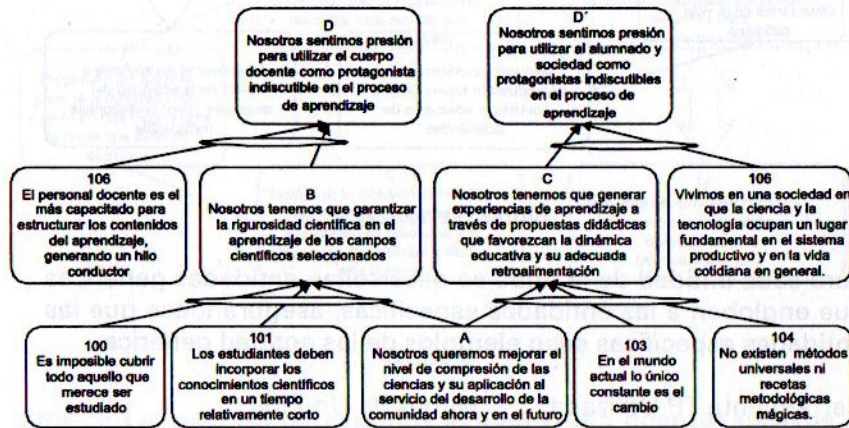 D
Nosotros sentimos presión
para utilizar el cuerpo
docente como protagonista
indiscutible en el proceso
de aprendizaje
D´
Nosotros sentimos presión
para utilizar al alumnado y
sociedad como
protagonistas indiscutibles
en el proceso de
aprendizaje
106
El personal docente es el
más capacitado para
estructurar los contenidos
del aprendizaje,
generando un hilo
conductor
B
Nosotros tenemos que garantizar
la rigurosidad científica en el
aprendizaje de los campos
científicos seleccionados
C
Nosotros tenemos que generar
experiencias de aprendizaje a
través de propuestas didácticas
que favorezcan la dinámica
educativa y su adecuada
retroalimentación
106
Vivimos en una sociedad en
que la ciencia y la
tecnología ocupan un lugar
fundamental en el sistema
productivo y en la vida
cotidiana en general.
100
Es imposible cubrir
todo aquello que
merece ser
estudiado
101
Los estudiantes deben
incorporar los
conocimientos científicos
en un tiempo
relativamente corto
A
Nosotros queremos mejorar el
nivel de compresión de las
ciencias y su aplicación al
servicio del desarrollo de la
comunidad ahora y en el futuro
103
En el mundo
actual lo único
constante es el
cambio
104
No existen métodos
universales ni
recetas
metodológicas
mágicas.